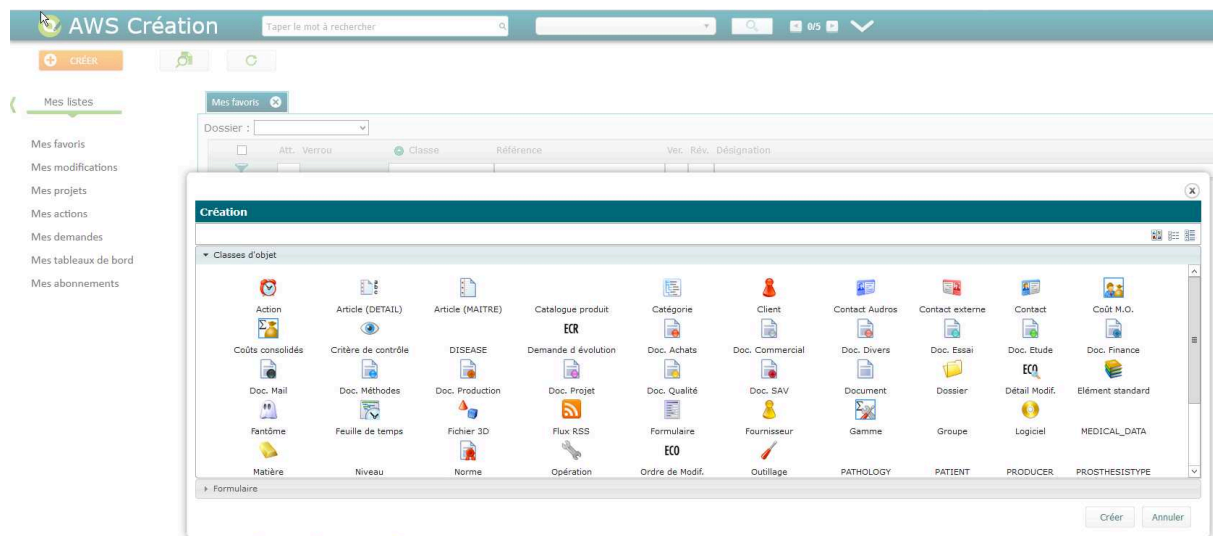 AWS Création Taper le mot à rechercher 0/5
CRÉER
Mes listes
Mes favoris
Mes modifications
Mes projets
Mes actions
Mes demandes
Mes tableaux de bord
Mes abonnements
Mes favoris
Dossier :
Att. Verrou Classe Référence Ver. Rév. Désignation
Création
Classes d'objet
Action Article (DETAIL) Article (MAITRE) Catalogue produit Catégorie Client Contact Audros Contact externe Contact Coût M.O.
ECR
Coûts consolidés Critère de contrôle DISEASE Demande d évolution Doc. Achats Doc. Commercial Doc. Divers Doc. Essai Doc. Etude Doc. Finance
ECO
Doc. Mail Doc. Méthodes Doc. Production Doc. Projet Doc. Qualité Doc. SAV Document Dossier Détail Modif. Elément standard
Fantôme Feuille de temps Fichier 3D Flux RSS Formulaire Fournisseur Gamme Groupe Logiciel MEDICAL_DATA
ECO
Matière Niveau Norme Opération Ordre de Modif. Outillage PATHOLOGY PATIENT PRODUCER PROSTHESISTYPE
Formulaire
Créer Annuler